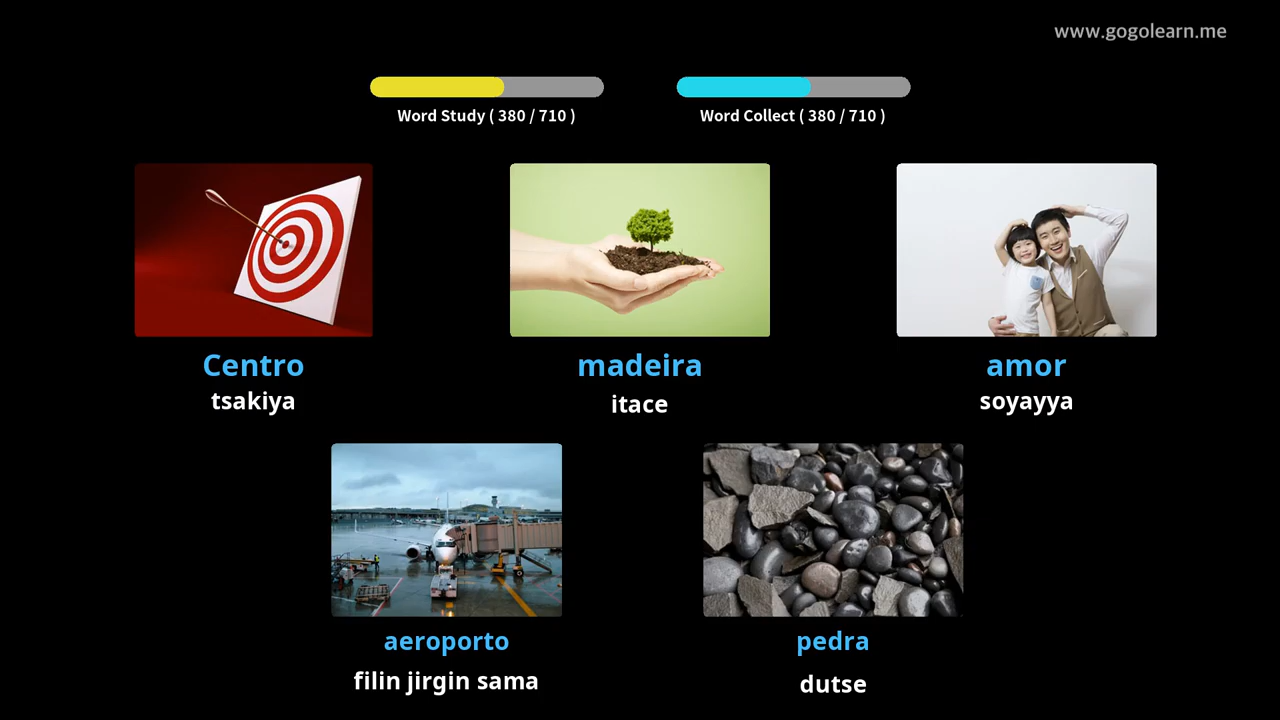 www.gogolearn.me
Word Study ( 380 / 710 )
Word Collect ( 380 / 710 )
Centro
tsakiya
madeira
itace
amor
soyayya
aeroporto
filin jirgin sama
pedra
dutse